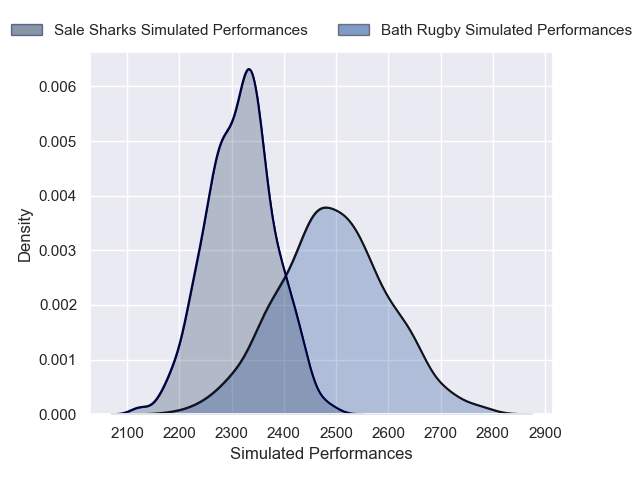 Sale Sharks Simulated Performances Bath Rugby Simulated Performances
0.006
0.005
0.004
0.003
0.002
0.001
0.000
Density
2100 2200 2300 2400 2500 2600 2700 2800 2900
Simulated Performances